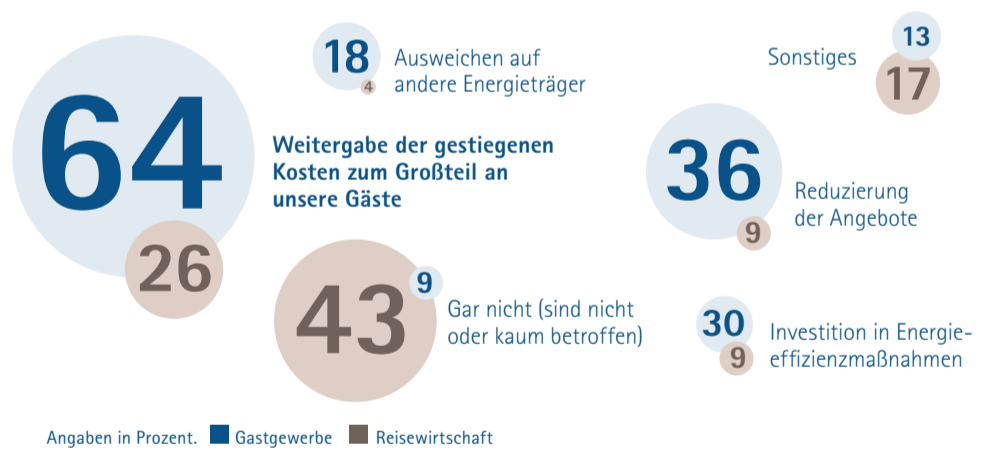 64
26
Weitergabe der gestiegenen
Kosten zum Großteil an
unsere Gäste
18
4
Ausweichen auf
andere Energieträger
43
9
Gar nicht (sind nicht
oder kaum betroffen)
Sonstiges
13
17
36
9
Reduzierung
der Angebote
30
9
Investition in Energie-
effizienzmaßnahmen
Angaben in Prozent. Gastgewerbe Reisewirtschaft